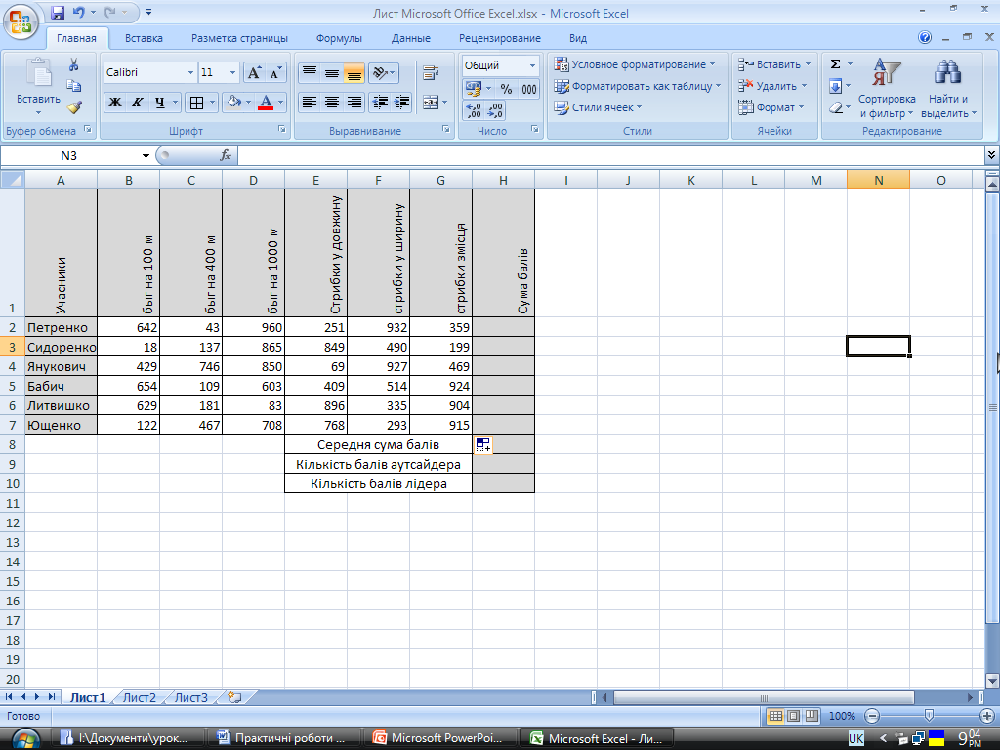 Лист Microsoft Office Excel.xlsx - Microsoft Excel
Главная Вставка Разметка страницы Формулы Данные Рецензирование Вид
Вставить
Буфер обмена
Calibri 11
Ж К Ч
Шрифт
Выравнивание
Общий
% 000
Число
Условное форматирование
Форматировать как таблицу
Стили ячеек
Стили
Вставить
Удалить
Формат
Ячейки
Сортировка и фильтр
Найти и выделить
Редактирование
N3
fx
A B C D E F G H I J K L M N O
1 Учасники быг на 100 м быг на 400 м быг на 1000 м Стрибки у довжину стрибки у ширину стрибки змісця Сума балів
2 Петренко 642 43 960 251 932 359
3 Сидоренко 18 137 865 849 490 199
4 Янукович 429 746 850 69 927 469
5 Бабич 654 109 603 409 514 924
6 Литвишко 629 181 83 896 335 904
7 Ющенко 122 467 708 768 293 915
8 Середня сума балів
9 Кількість балів аутсайдера
10 Кількість балів лідера
11
12
13
14
15
16
17
18
19
20
Лист1 Лист2 Лист3
Готово 100%
I:\Документи\урок... Практичні роботи ... Microsoft PowerPoi... Microsoft Excel - Ли... UK 9:04 PM